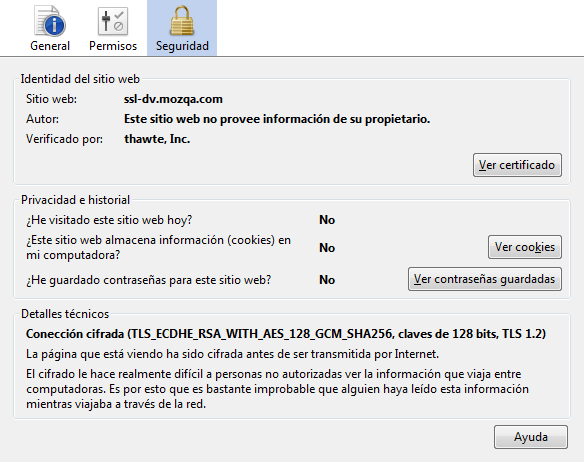 General Permisos Seguridad
Identidad del sitio web
Sitio web: ssl-dv.mozqa.com
Autor: Este sitio web no provee información de su propietario.
Verificado por: thawte, Inc.
Ver certificado
Privacidad e historial
¿He visitado este sitio web hoy? No
¿Este sitio web almacena información (cookies) en
mi computadora? No Ver cookies
¿He guardado contraseñas para este sitio web? No Ver contraseñas guardadas
Detalles técnicos
Conección cifrada (TLS_ECDHE_RSA_WITH_AES_128_GCM_SHA256, claves de 128 bits, TLS 1.2)
La página que está viendo ha sido cifrada antes de ser transmitida por Internet.
El cifrado le hace realmente difícil a personas no autorizadas ver la información que viaja entre
computadoras. Es por esto que es bastante improbable que alguien haya leído esta información
mientras viajaba a través de la red.
Ayuda